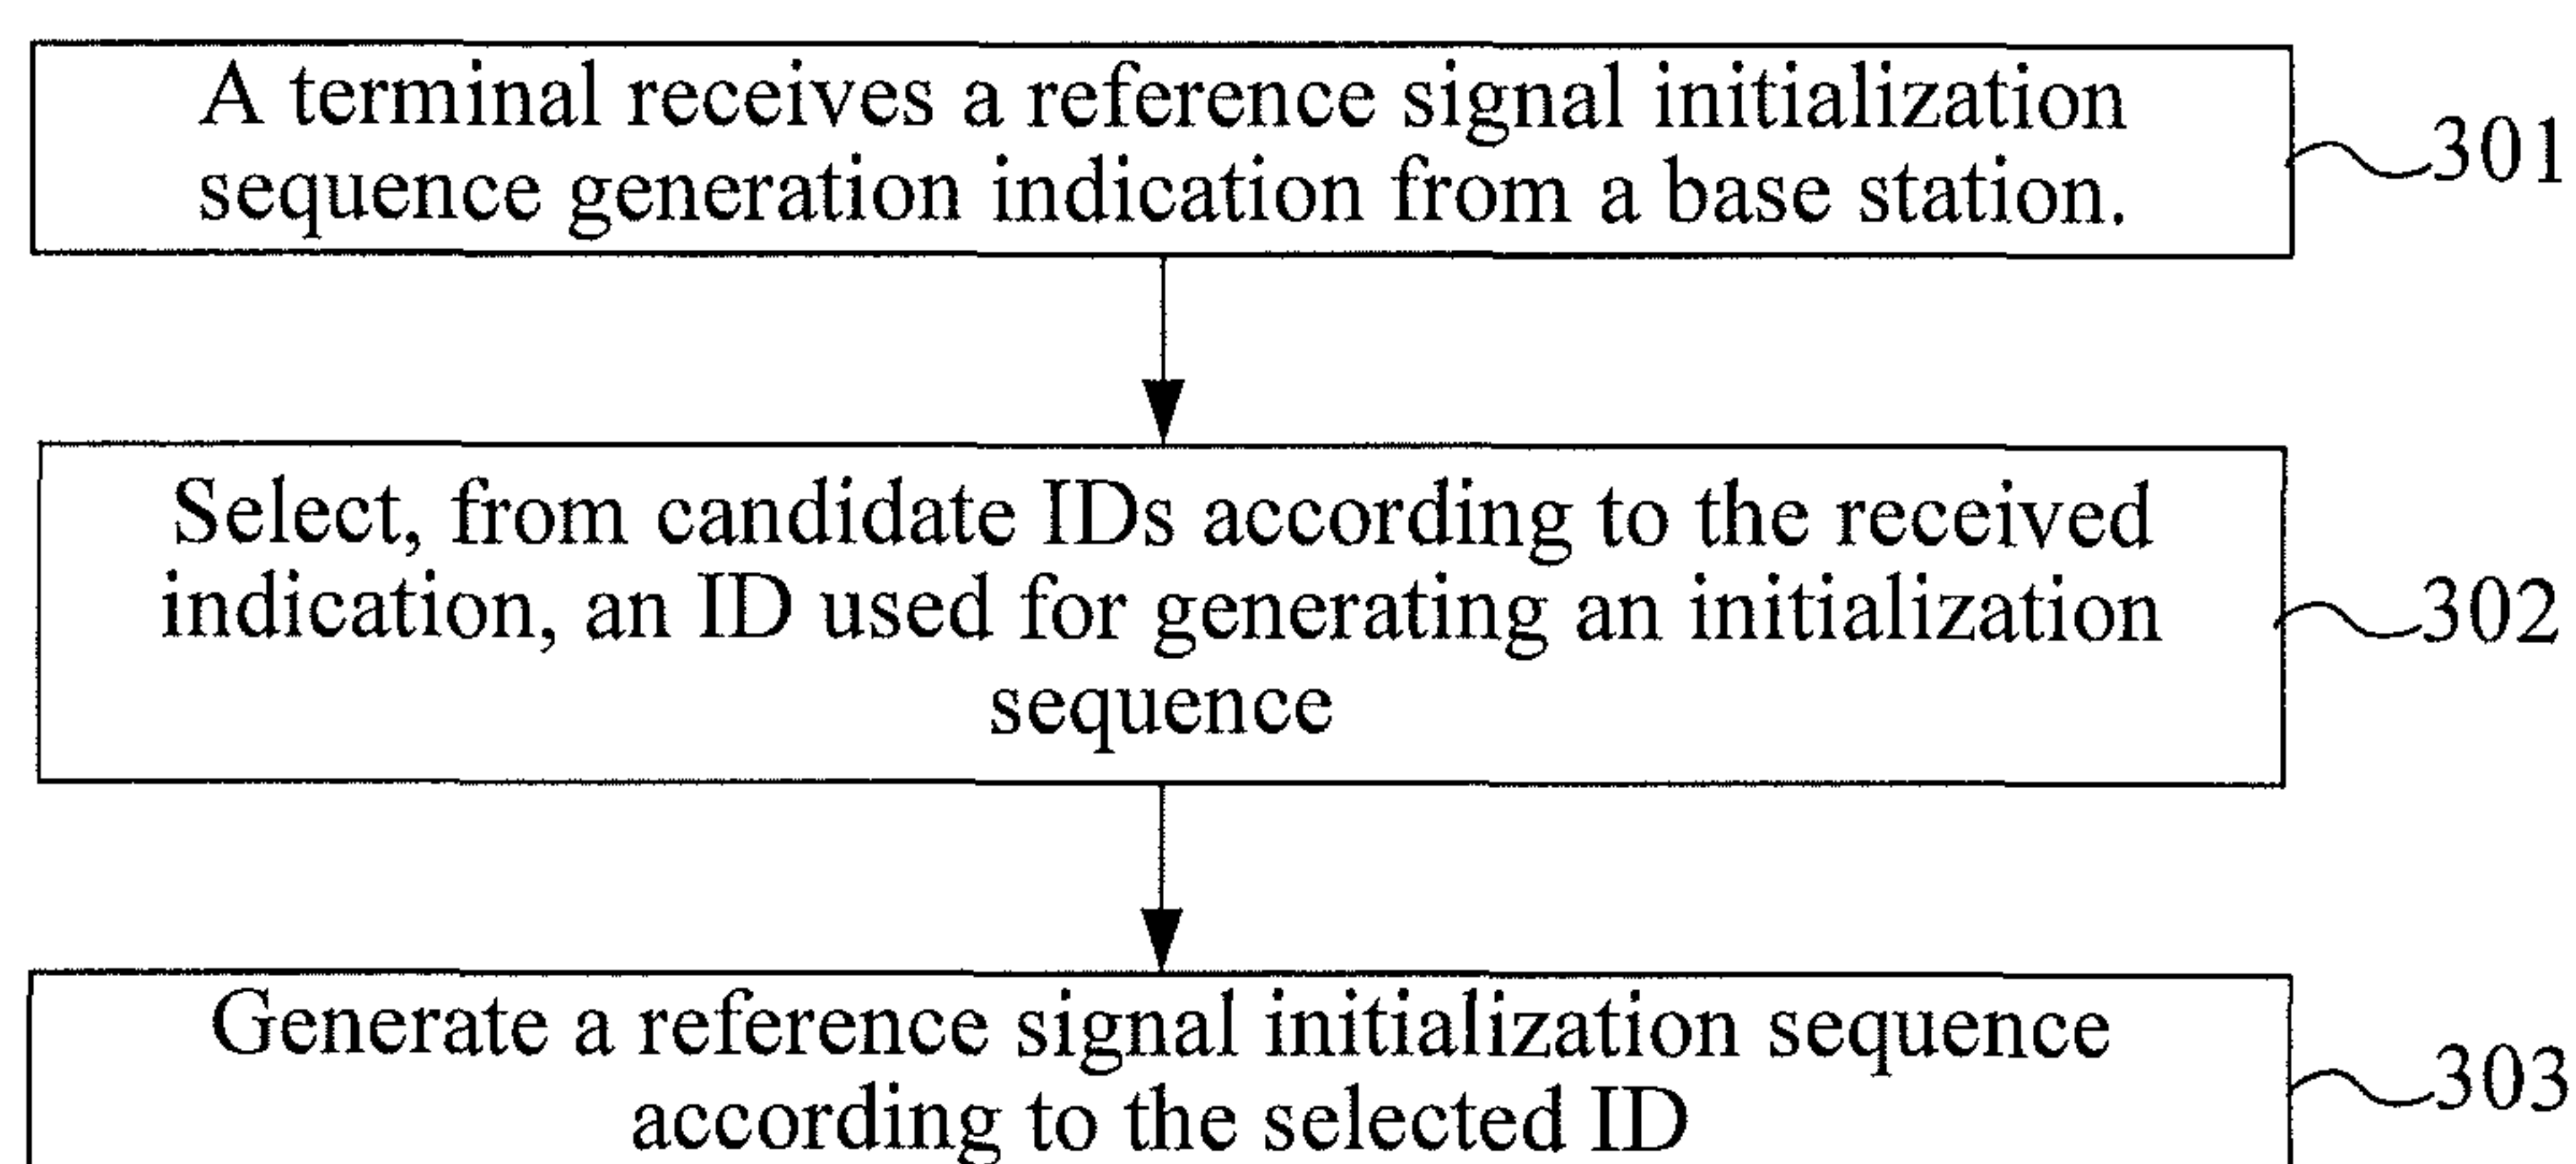 A terminal receives a reference signal initialization
sequence generation indication from a base station.
301
Select, from candidate IDs according to the received
indication, an ID used for generating an initialization
sequence
302
Generate a reference signal initialization sequence
according to the selected ID
303